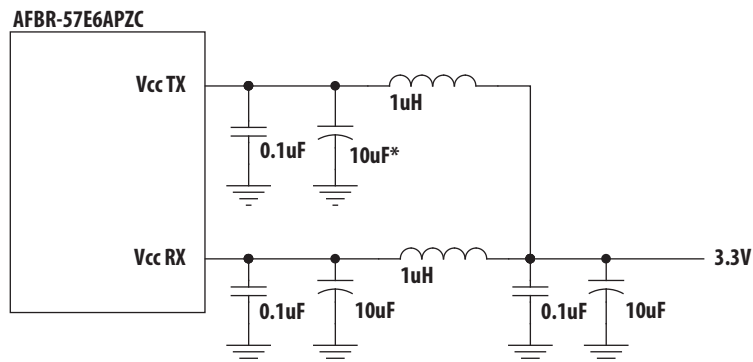 AFBR-57E6APZC
Vcc TX
1uH
0.1uF
10uF*
Vcc RX
3.3V
1uH
0.1uF
10uF
0.1uF
10uF